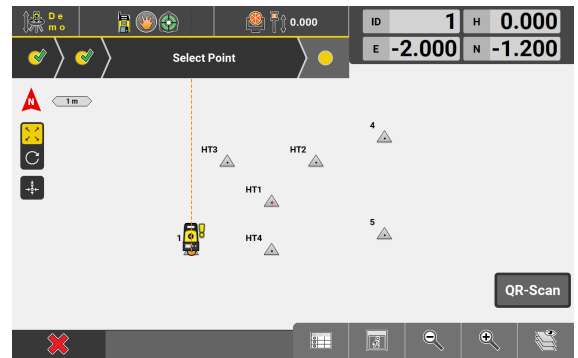 De
mo
0.000
ID 1 H 0.000
E -2.000 N -1.200
Select Point
N
1 m
4
HT3
HT2
HT1
5
1
HT4
QR-Scan